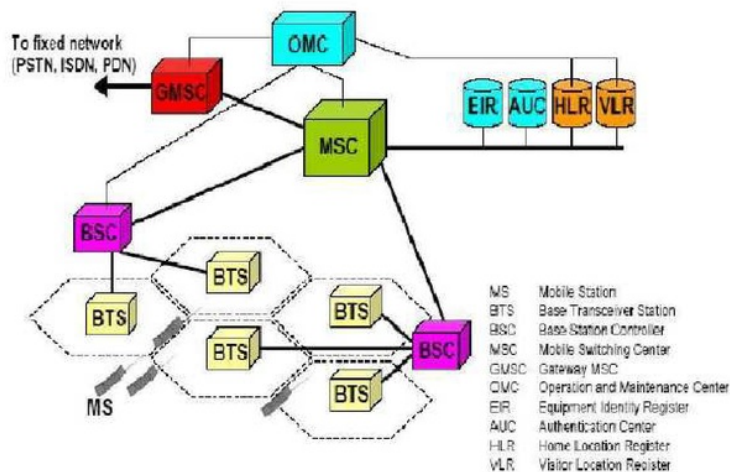 OMC
To fixed network
(PSTN, ISDN, PDN)
GMSC
EIR
AUC
HLR
VLR
MSC
BSC
BTS
BTS
BTS
BTS
BSC
BTS
MS
MS Mobile Station
BTS Base Transceiver Station
BSC Base Station Controller
MSC Mobile Switching Center
GMSC Gateway MSC
OMC Operation and Maintenance Center
EIR Equipment Identity Register
AUC Authentication Center
HLR Home Location Register
VLR Visitor Location Register